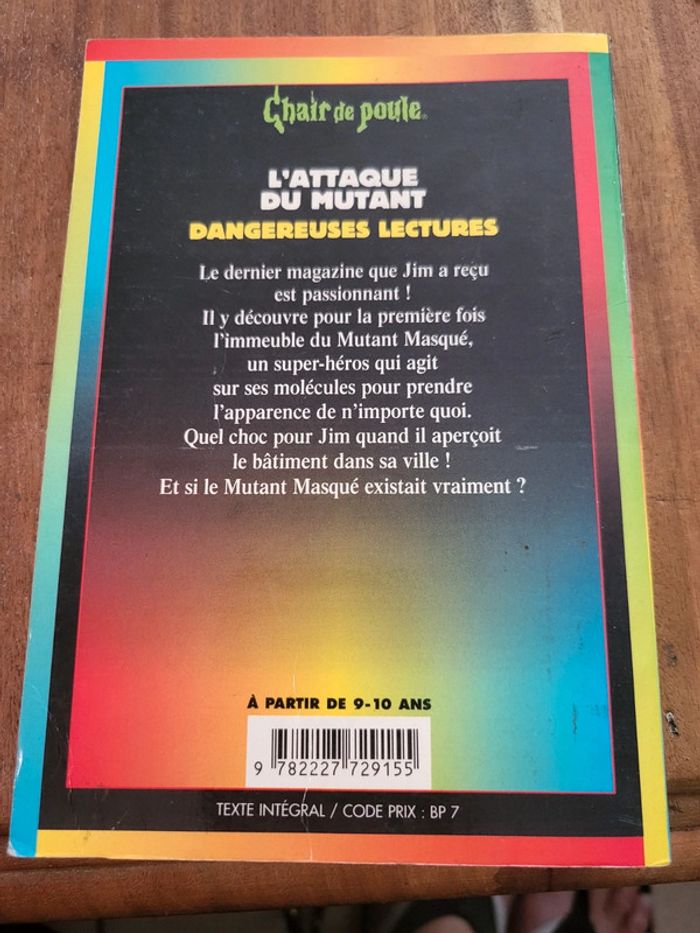 Chair de poule®
L'ATTAQUE
DU MUTANT
DANGEREUSES LECTURES
Le dernier magazine que Jim a reçu
est passionnant !
Il y découvre pour la première fois
l'immeuble du Mutant Masqué,
un super-héros qui agit
sur ses molécules pour prendre
l'apparence de n'importe quoi.
Quel choc pour Jim quand il aperçoit
le bâtiment dans sa ville !
Et si le Mutant Masqué existait vraiment ?
À PARTIR DE 9-10 ANS
9 782227 729155
TEXTE INTÉGRAL / CODE PRIX : BP 7